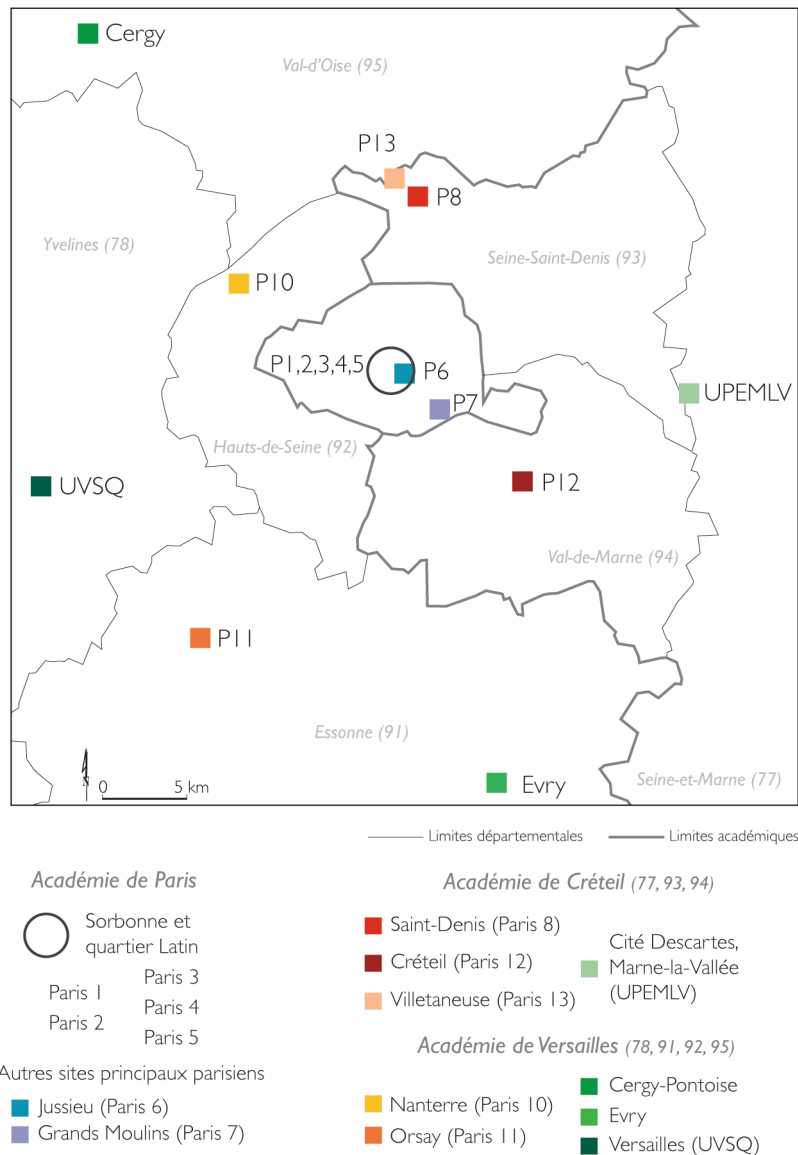 Cergy
Val-d'Oise (95)
P13
P8
Yvelines (78)
Seine-Saint-Denis (93)
P10
P1,2,3,4,5
P6
UPEMLV
P7
Hauts-de-Seine (92)
UVSQ
P12
Val-de-Marne (94)
P11
Essonne (91)
N
0 5 km
Evry
Seine-et-Marne (77)
Limites départementales
Limites académiques
Académie de Paris
Sorbonne et
quartier Latin
Paris 1
Paris 2
Paris 3
Paris 4
Paris 5
Autres sites principaux parisiens
Jussieu (Paris 6)
Grands Moulins (Paris 7)
Académie de Créteil (77, 93, 94)
Saint-Denis (Paris 8)
Créteil (Paris 12)
Villetaneuse (Paris 13)
Cité Descartes,
Marne-la-Vallée
(UPEMLV)
Académie de Versailles (78, 91, 92, 95)
Nanterre (Paris 10)
Orsay (Paris 11)
Cergy-Pontoise
Evry
Versailles (UVSQ)